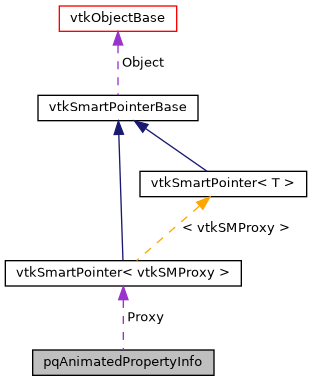 vtkObjectBase
Object
vtkSmartPointerBase
vtkSmartPointer< T >
< vtkSMProxy >
vtkSmartPointer< vtkSMProxy >
Proxy
pqAnimatedPropertyInfo